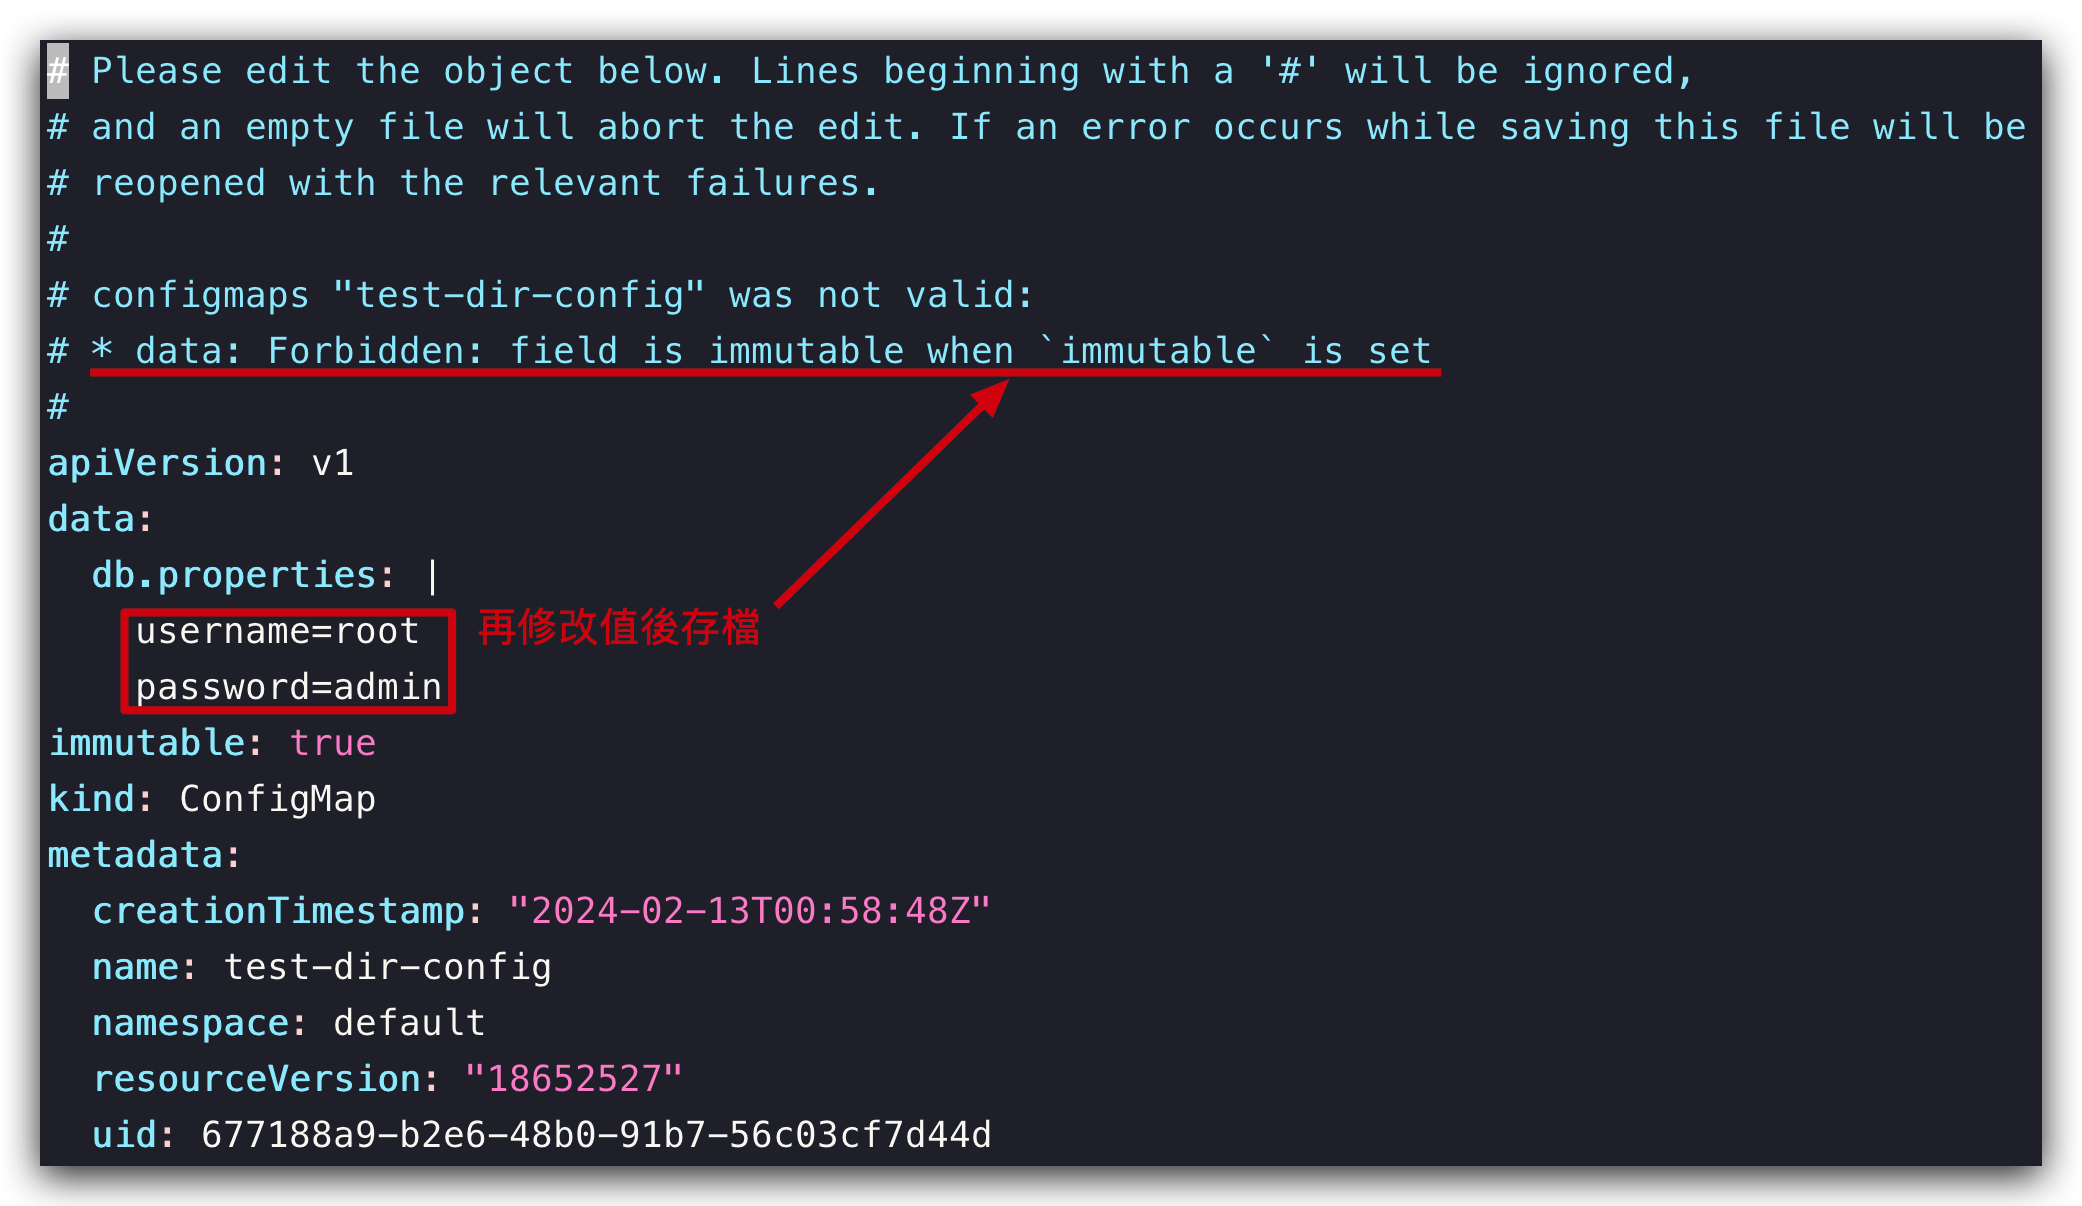 # Please edit the object below. Lines beginning with a '#' will be ignored,
# and an empty file will abort the edit. If an error occurs while saving this file will be
# reopened with the relevant failures.
#
# configmaps "test-dir-config" was not valid:
# * data: Forbidden: field is immutable when `immutable` is set
#
apiVersion: v1
data:
  db.properties: |
    username=root 再修改值後存檔
    password=admin
immutable: true
kind: ConfigMap
metadata:
  creationTimestamp: "2024-02-13T00:58:48Z"
  name: test-dir-config
  namespace: default
  resourceVersion: "18652527"
  uid: 677188a9-b2e6-48b0-91b7-56c03cf7d44d